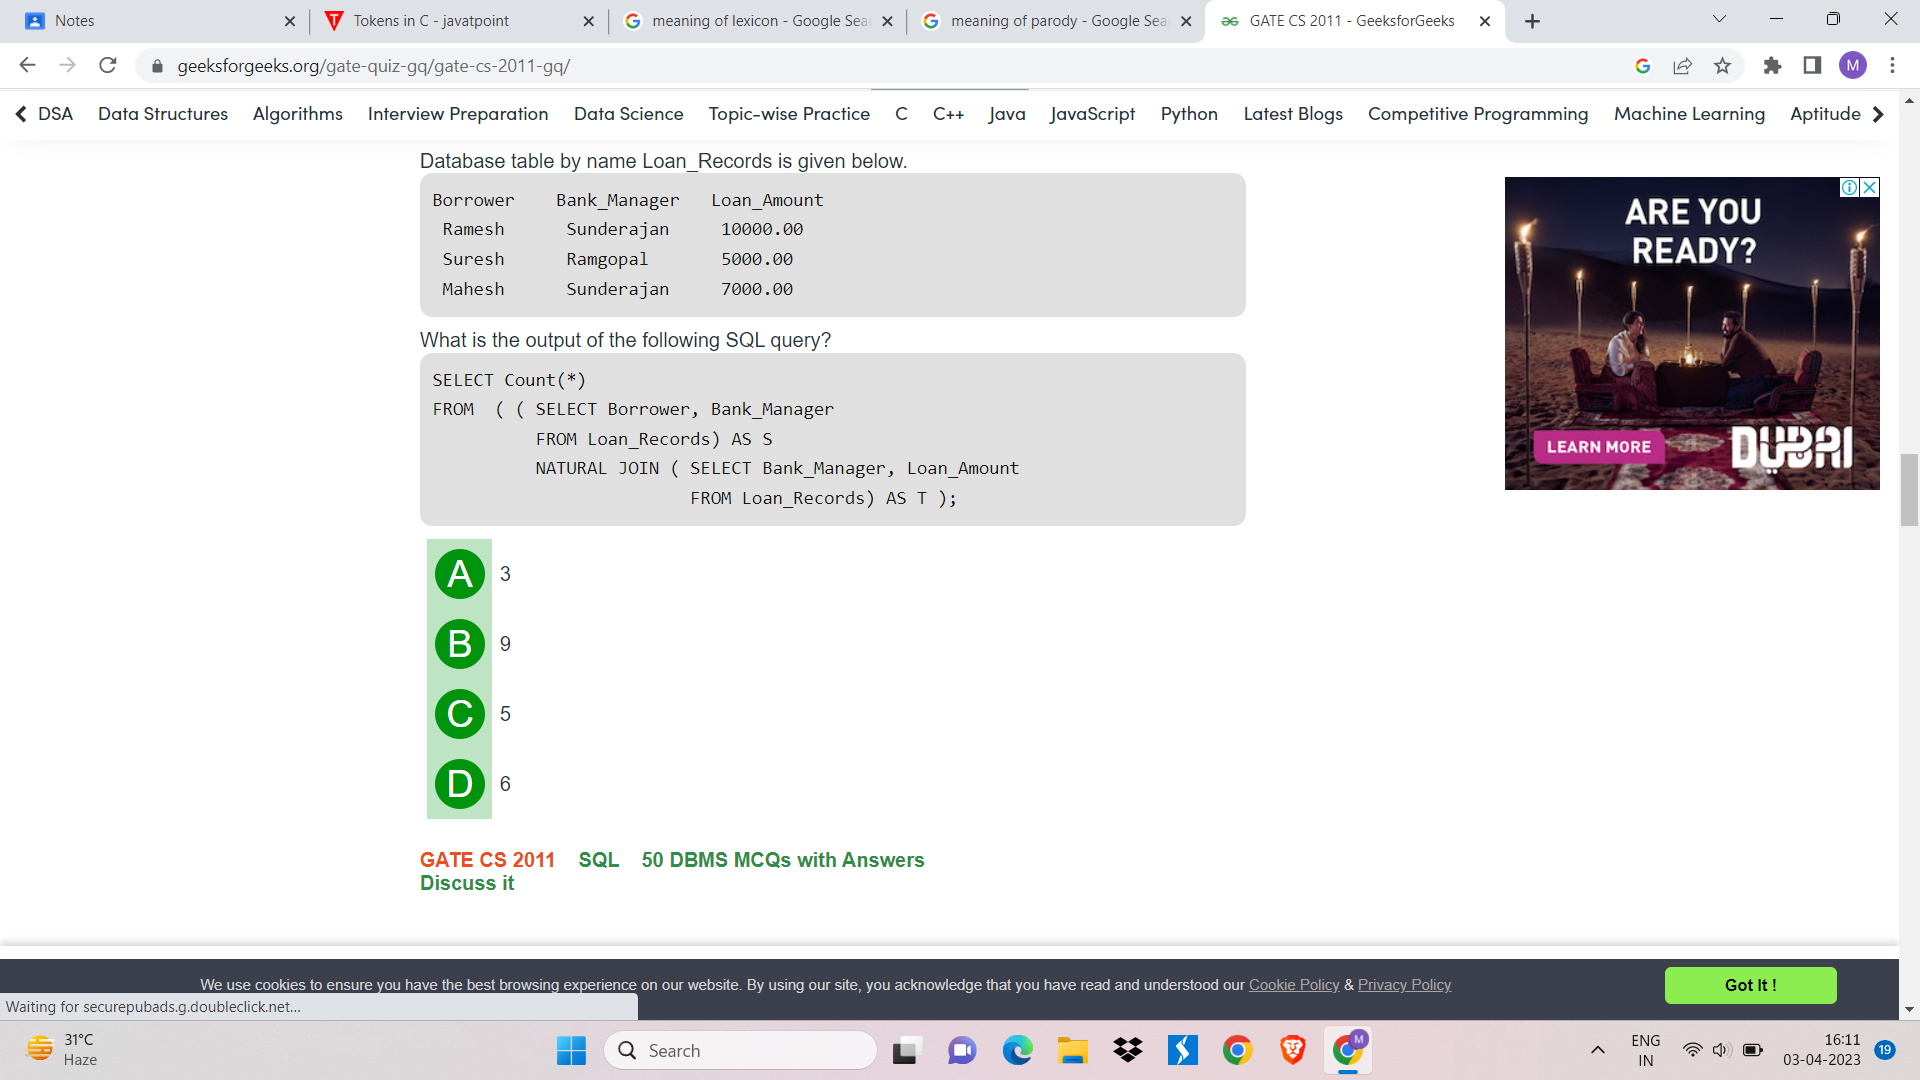 Notes
Tokens in C - javatpoint
meaning of lexicon - Google Sea
meaning of parody - Google Sea
GATE CS 2011 - GeeksforGeeks
geeksforgeeks.org/gate-quiz-gq/gate-cs-2011-gq/
M
DSA Data Structures Algorithms Interview Preparation Data Science Topic-wise Practice C C++ Java JavaScript Python Latest Blogs Competitive Programming Machine Learning Aptitude
Database table by name Loan_Records is given below.
Borrower Bank_Manager Loan_Amount
Ramesh Sunderajan 10000.00
Suresh Ramgopal 5000.00
Mahesh Sunderajan 7000.00
What is the output of the following SQL query?
SELECT Count(*)
FROM ( ( SELECT Borrower, Bank_Manager
FROM Loan_Records) AS S
NATURAL JOIN ( SELECT Bank_Manager, Loan_Amount
FROM Loan_Records) AS T );
A 3
B 9
C 5
D 6
GATE CS 2011 SQL 50 DBMS MCQs with Answers
Discuss it
ARE YOU
READY?
LEARN MORE
DUBAI
We use cookies to ensure you have the best browsing experience on our website. By using our site, you acknowledge that you have read and understood our Cookie Policy & Privacy Policy
Got It !
Waiting for securepubads.g.doubleclick.net...
31°C
Haze
Search
M
ENG
IN
16:11
03-04-2023
19